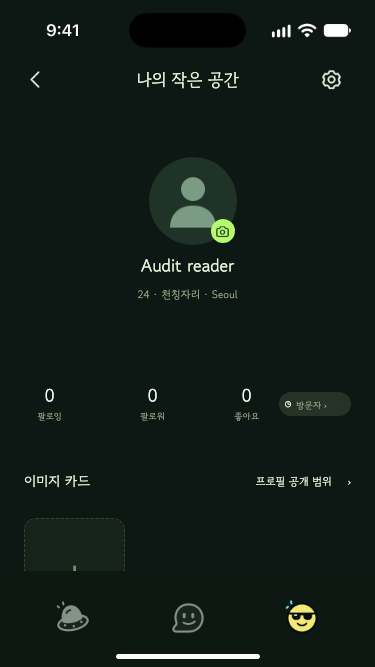 9:41
나의 작은 공간
Audit reader
24 · 천칭자리 · Seoul
0 0 0
팔로잉 팔로워 좋아요
방문자 ›
이미지 카드 프로필 공개 범위 ›